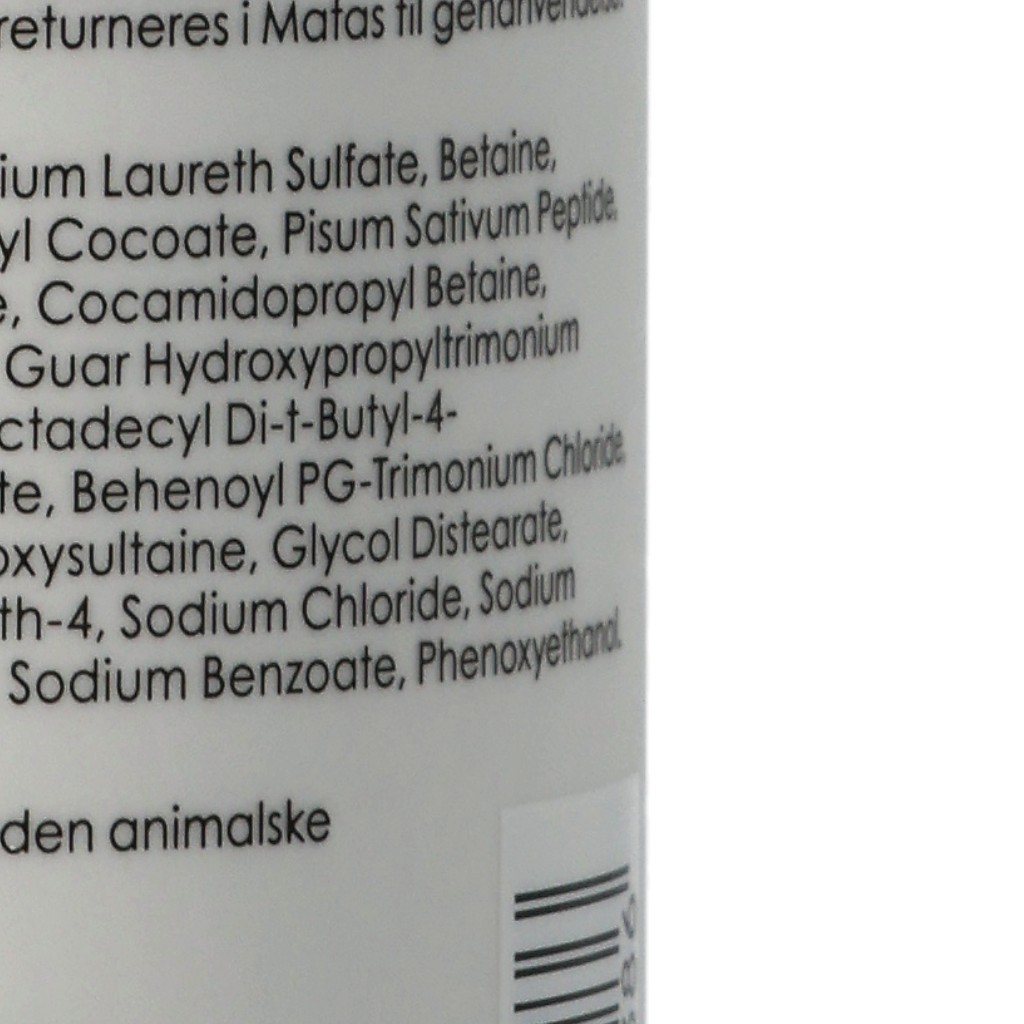 returneres i Matas til genanvendelse.
ium Laureth Sulfate, Betaine,
yl Cocoate, Pisum Sativum Peptide,
e, Cocamidopropyl Betaine,
Guar Hydroxypropyltrimonium
ctadecyl Di-t-Butyl-4-
te, Behenoyl PG-Trimonium Chloride,
oxysultaine, Glycol Distearate,
th-4, Sodium Chloride, Sodium
Sodium Benzoate, Phenoxyethanol.
den animalske